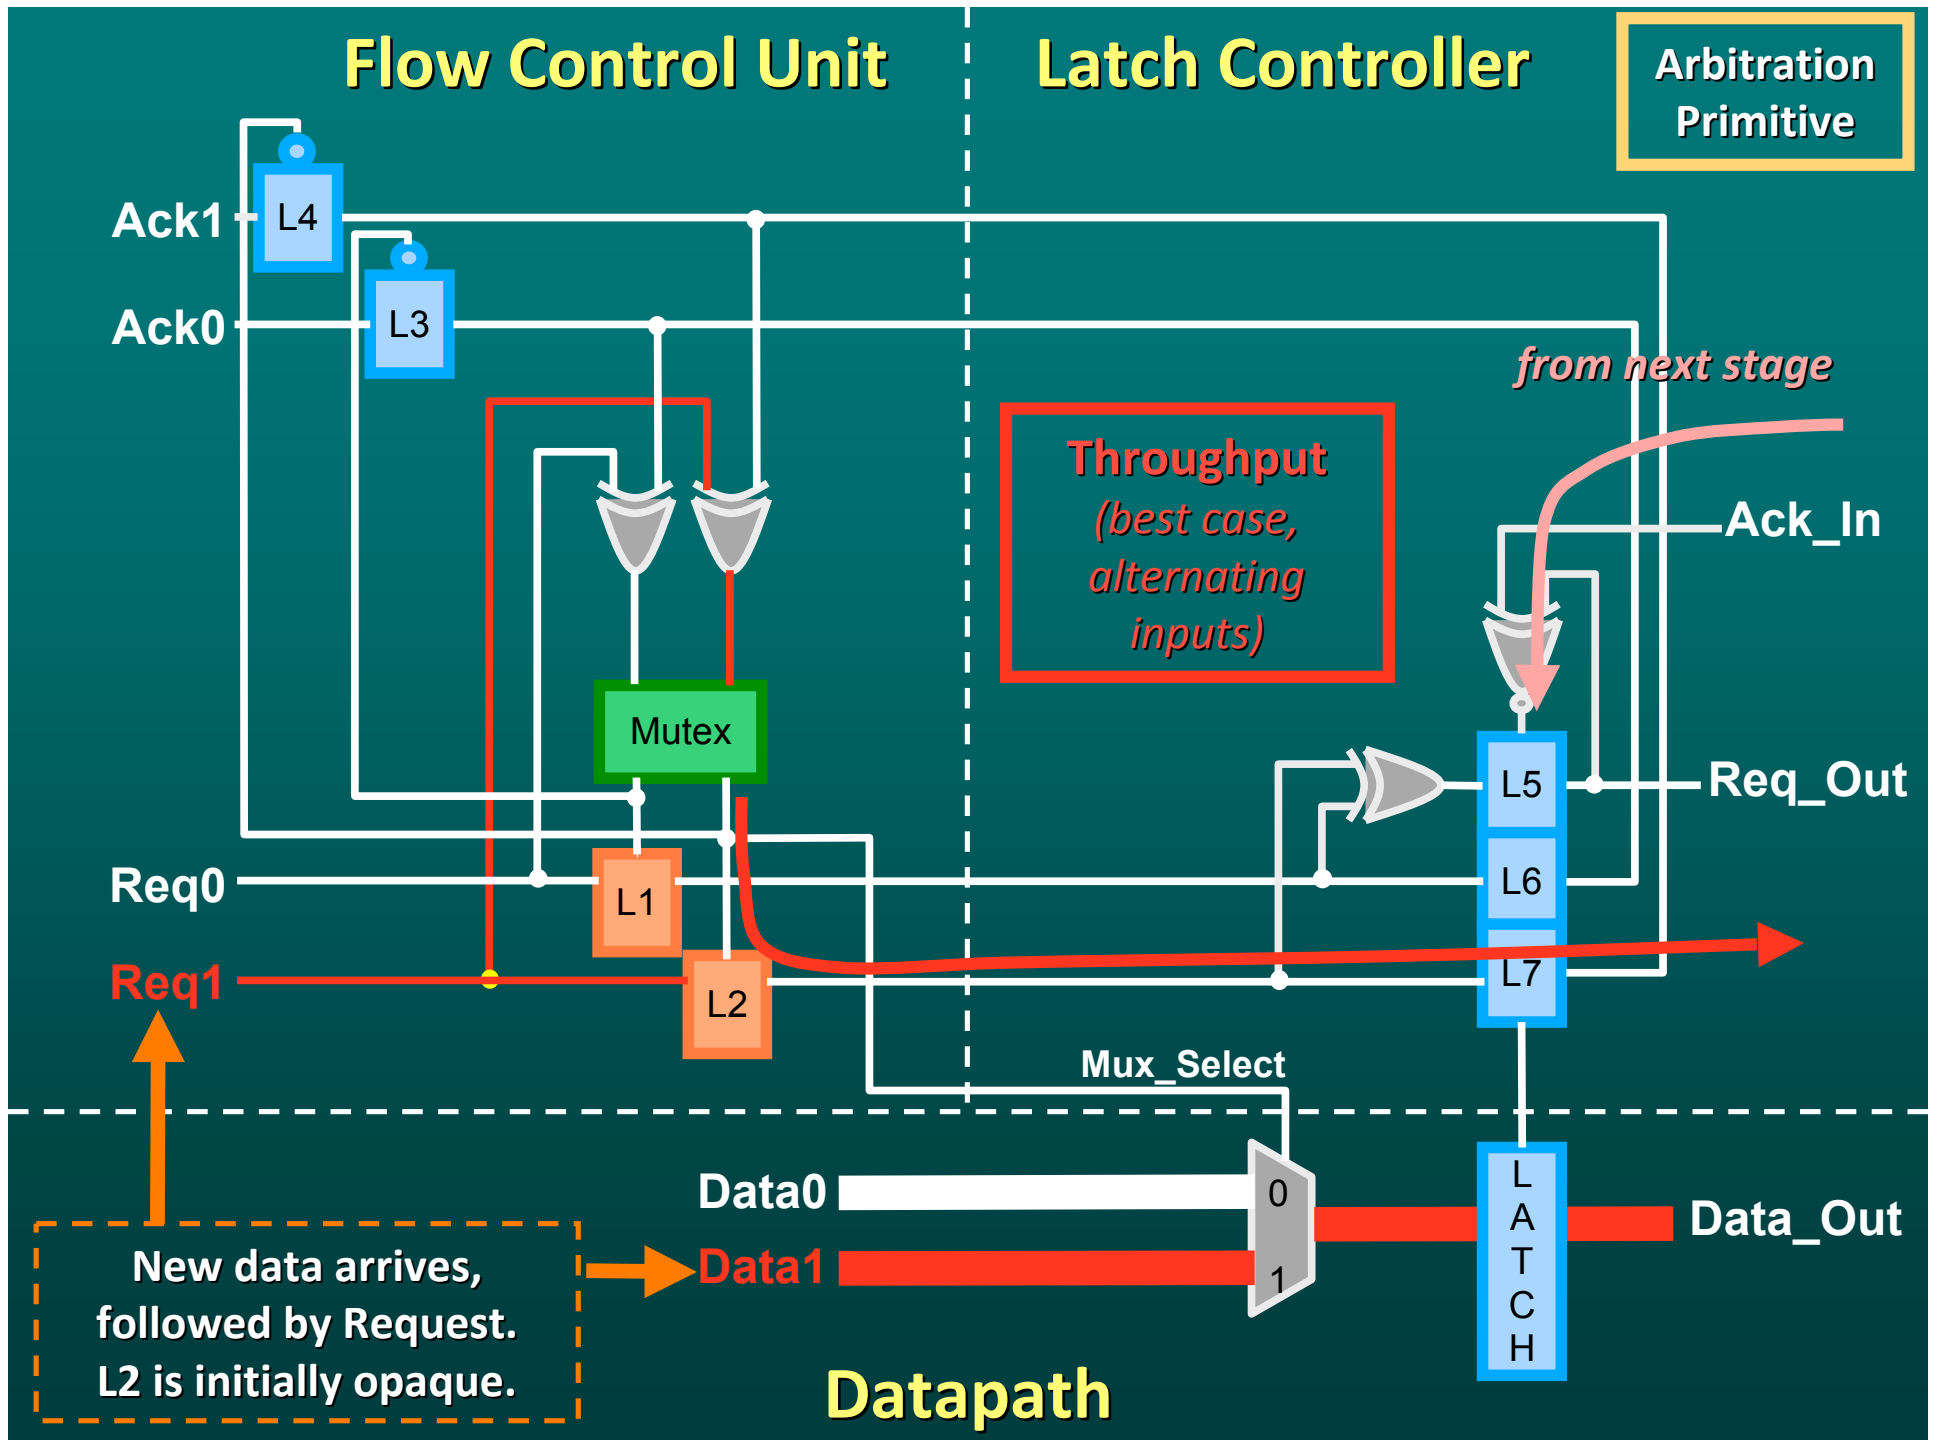 Flow Control Unit
Latch Controller
Arbitration
Primitive
Ack1
L4
Ack0
L3
from next stage
Throughput
(best case,
alternating
inputs)
Ack_In
Mutex
L5
Req_Out
Req0
L1
L6
Req1
L2
L7
Mux_Select
Data0
0
L
A
T
C
H
Data_Out
Data1
1
New data arrives,
followed by Request.
L2 is initially opaque.
Datapath